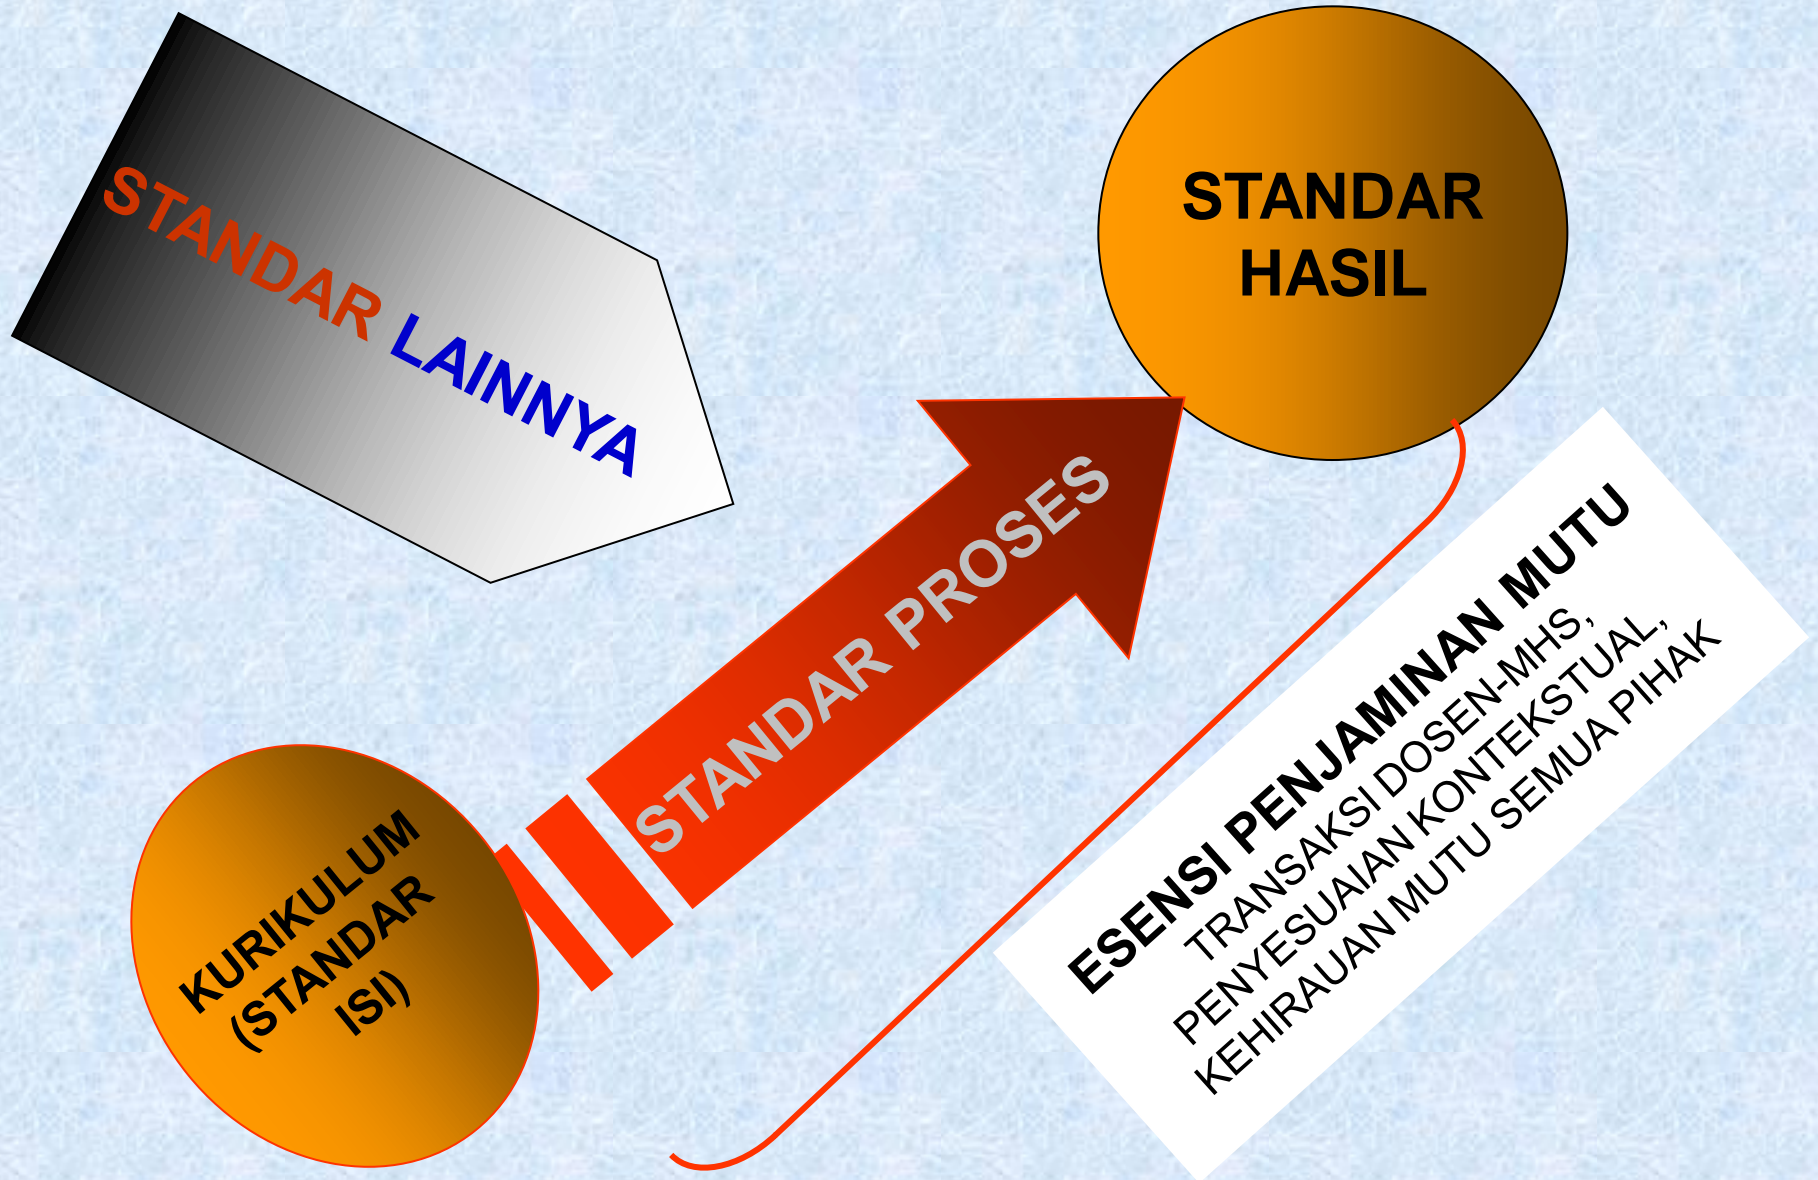 STANDAR LAINNYA
STANDAR
HASIL
STANDAR PROSES
KURIKULUM
(STANDAR
ISI)
ESENSI PENJAMINAN MUTU
TRANSAKSI DOSEN-MHS,
PENYESUAIAN KONTEKSTUAL,
KEHIRAUAN MUTU SEMUA PIHAK